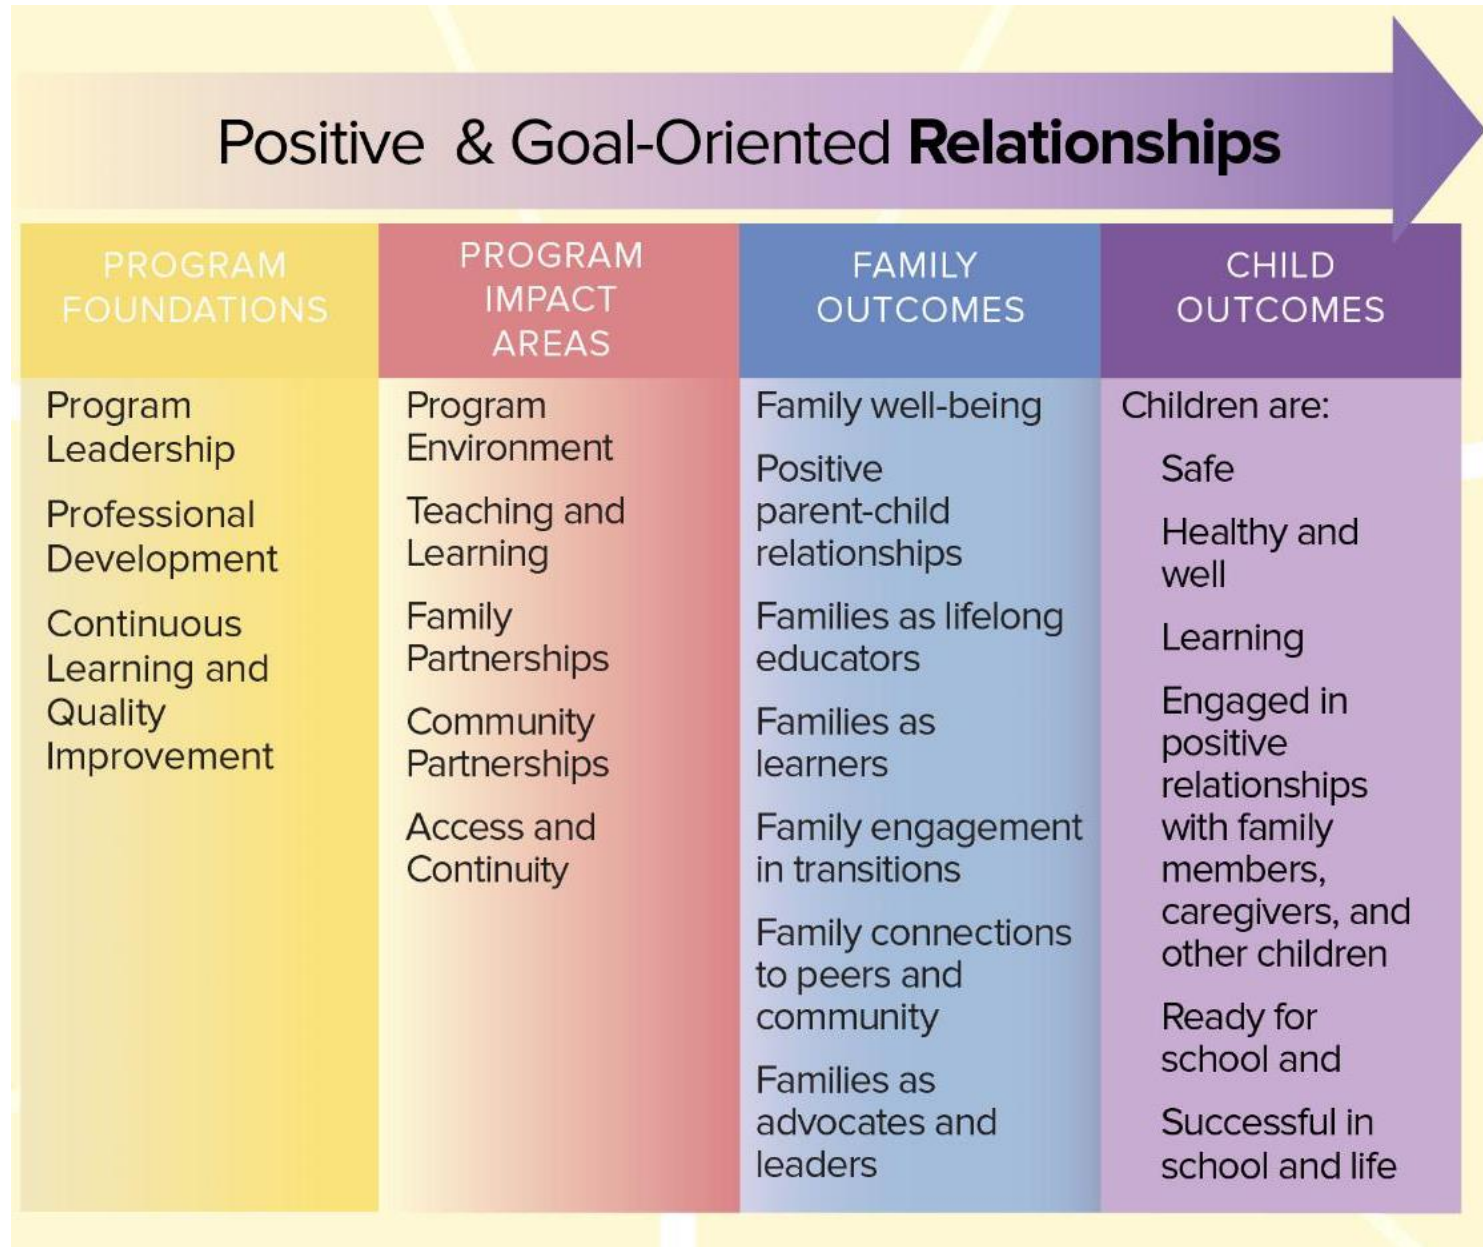 Positive & Goal-Oriented Relationships
PROGRAM
FOUNDATIONS
Program
Leadership
Professional
Development
Continuous
Learning and
Quality
Improvement
PROGRAM
IMPACT
AREAS
Program
Environment
Teaching and
Learning
Family
Partnerships
Community
Partnerships
Access and
Continuity
FAMILY
OUTCOMES
Family well-being
Positive
parent-child
relationships
Families as lifelong
educators
Families as
learners
Family engagement
in transitions
Family connections
to peers and
community
Families as
advocates and
leaders
CHILD
OUTCOMES
Children are:
Safe
Healthy and
well
Learning
Engaged in
positive
relationships
with family
members,
caregivers, and
other children
Ready for
school and
Successful in
school and life